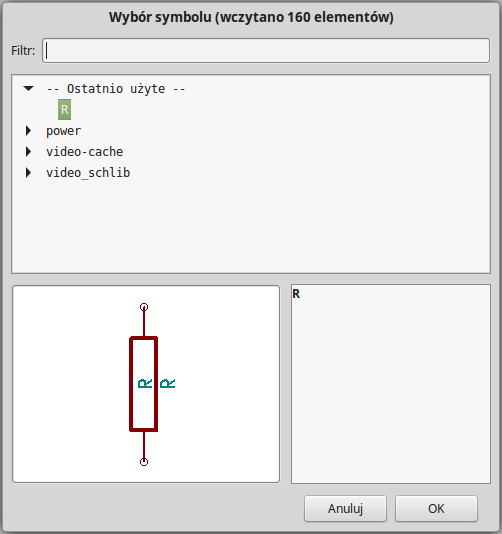 Wybór symbolu (wczytano 160 elementów)
Filtr:
-- Ostatnio użyte --
R
power
video-cache
video_schlib
R R
R
Anuluj OK